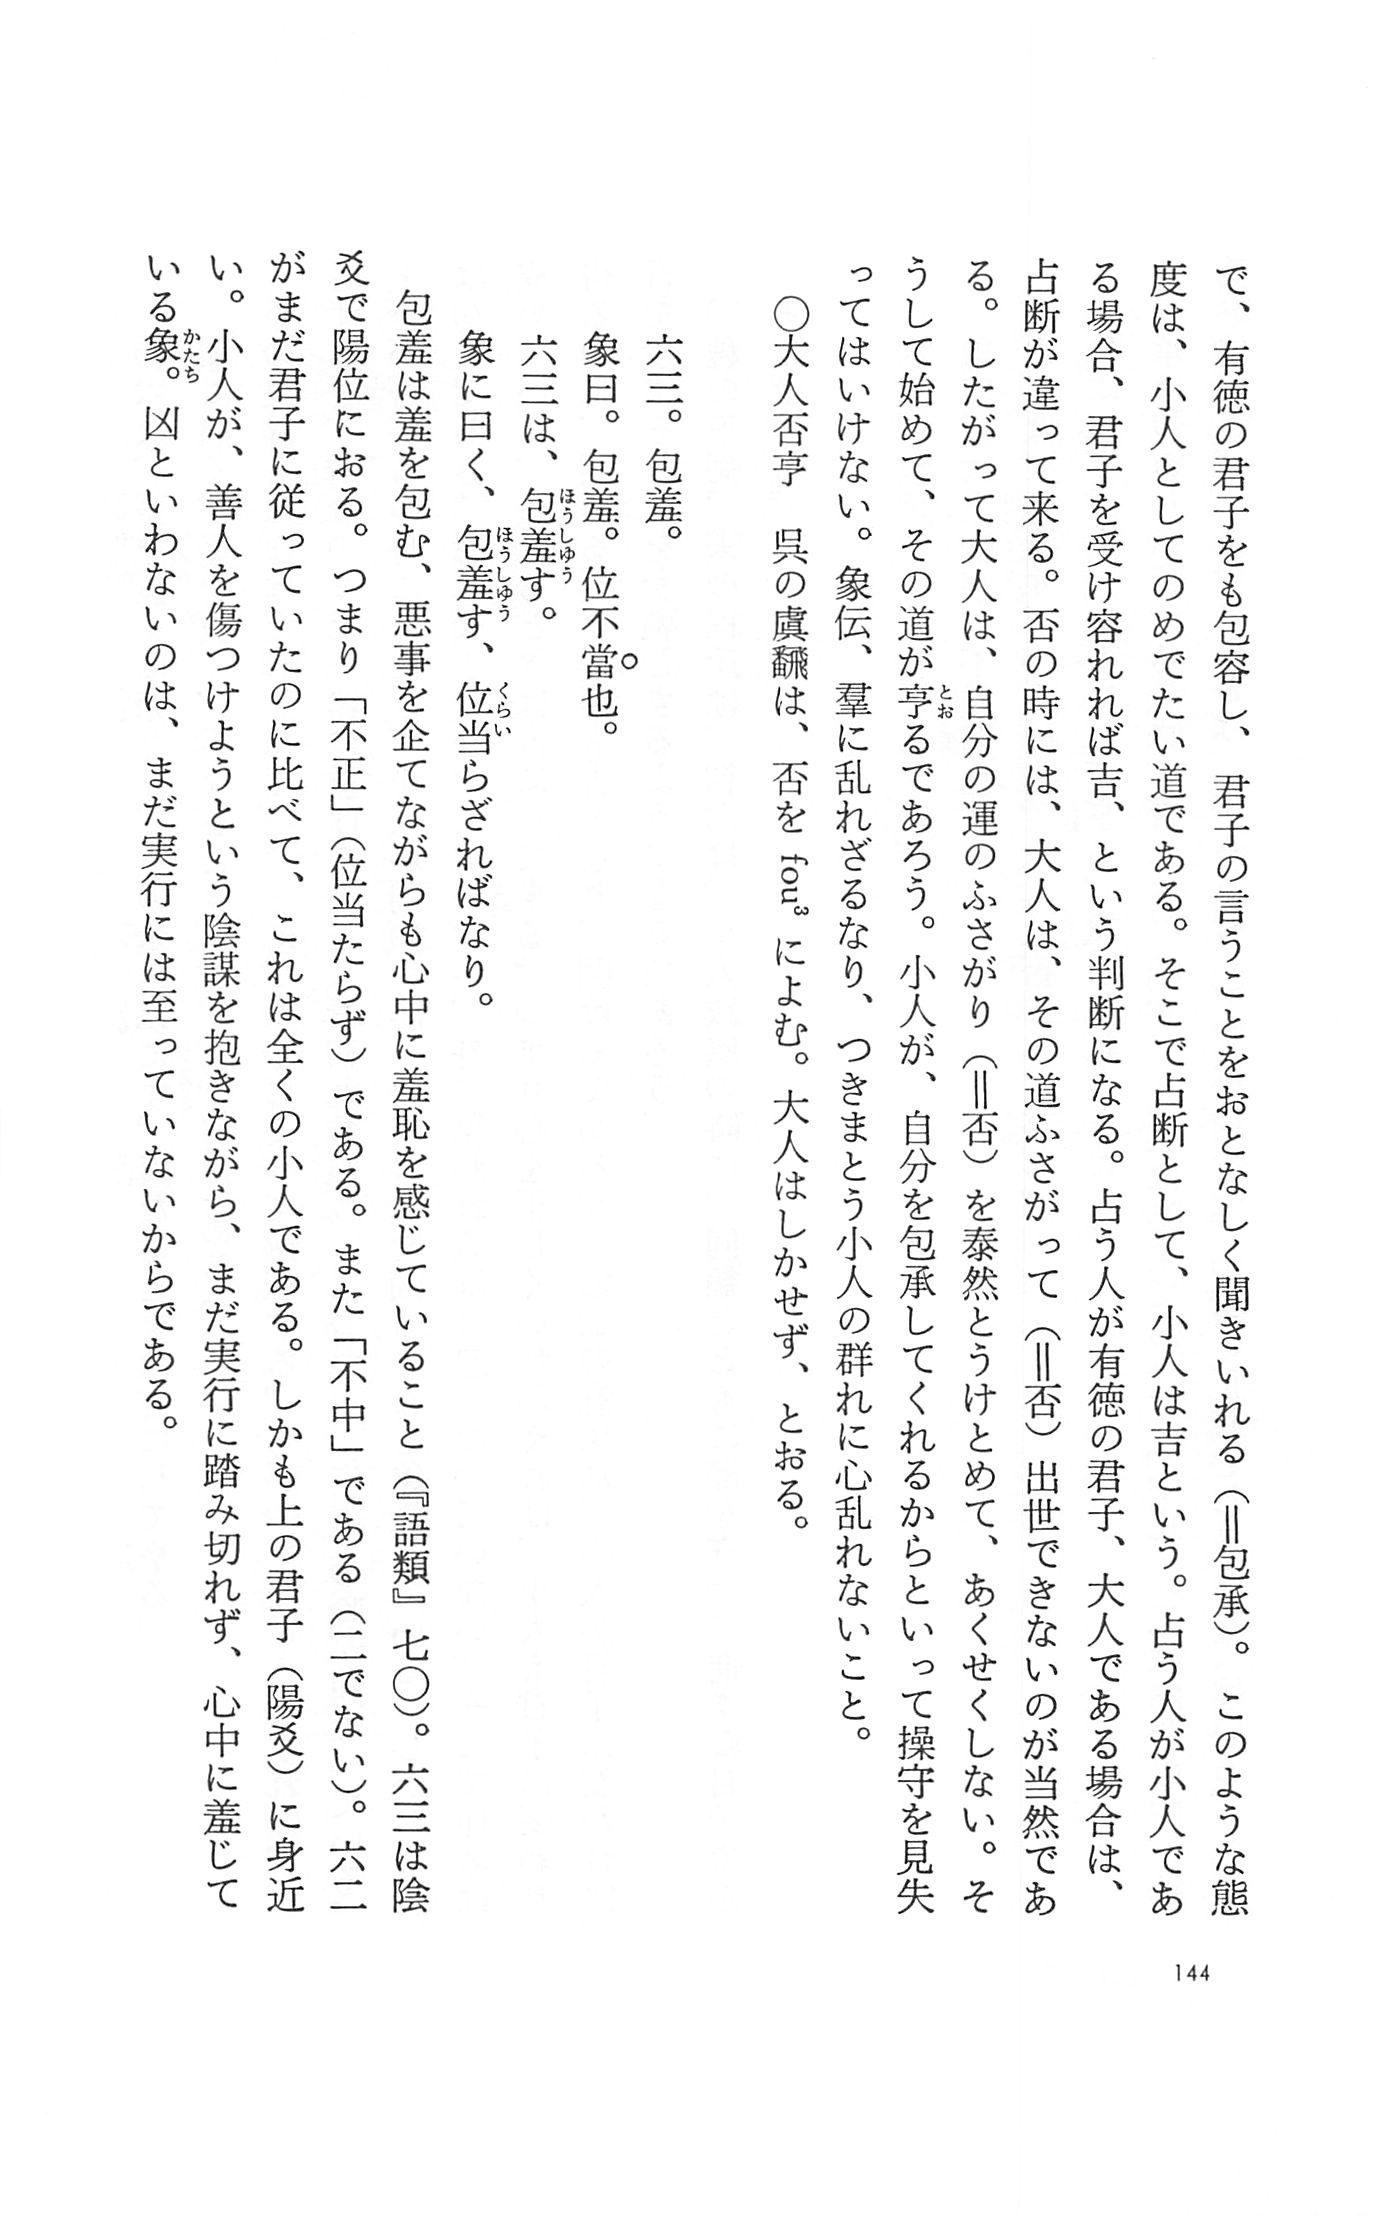 で、有徳の君子をも包容し、君子の言うことをおとなしく聞きいれる（＝包承）。このような態
度は、小人としてのめでたい道である。そこで占断として、小人は吉という。占う人が小人であ
る場合、君子を受け容れれば吉、という判断になる。占う人が有徳の君子、大人である場合は、
占断が違って来る。否の時には、大人は、その道ふさがって（＝否）出世できないのが当然であ
る。したがって大人は、自分の運のふさがり（＝否）を泰然とうけとめて、あくせくしない。そ
うして始めて、その道が亨るであろう。小人が、自分を包承してくれるからといって操守を見失
ってはいけない。象伝、羣に乱れざるなり、つきまとう小人の群れに心乱れないこと。
〇大人否亨　呉の虞飜は、否を fou³ によむ。大人はしかせず、とおる。
六三。包羞。
象曰。包羞。位不當也。
六三は、包羞す。
象に曰く、包羞す、位当らざればなり。
包羞は羞を包む、悪事を企てながらも心中に羞恥を感じていること（『語類』七〇）。六三は陰
爻で陽位におる。つまり「不正」（位当たらず）である。また「不中」である（二でない）。六二
がまだ君子に従っていたのに比べて、これは全くの小人である。しかも上の君子（陽爻）に身近
い。小人が、善人を傷つけようという陰謀を抱きながら、まだ実行に踏み切れず、心中に羞じて
いる象。凶といわないのは、まだ実行には至っていないからである。
144